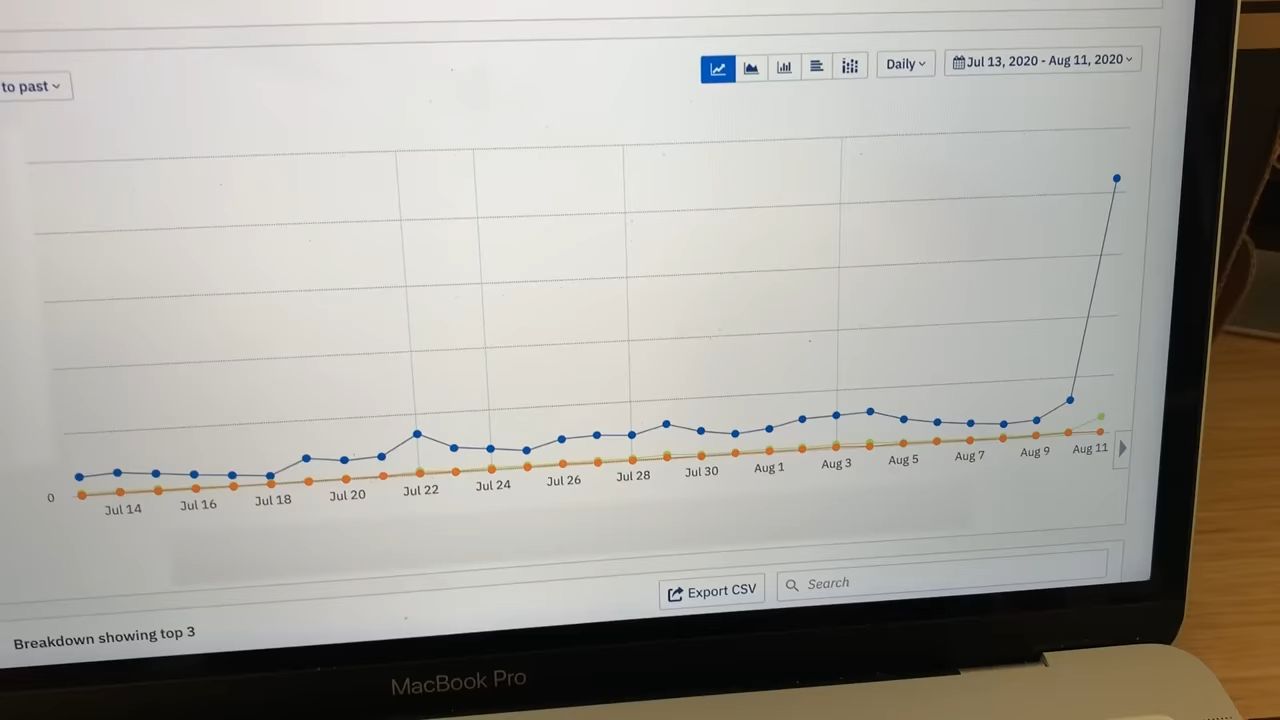 to past
Daily
Jul 13, 2020 - Aug 11, 2020
0
Jul 14 Jul 16 Jul 18 Jul 20 Jul 22 Jul 24 Jul 26 Jul 28 Jul 30 Aug 1 Aug 3 Aug 5 Aug 7 Aug 9 Aug 11
Export CSV
Search
Breakdown showing top 3
MacBook Pro